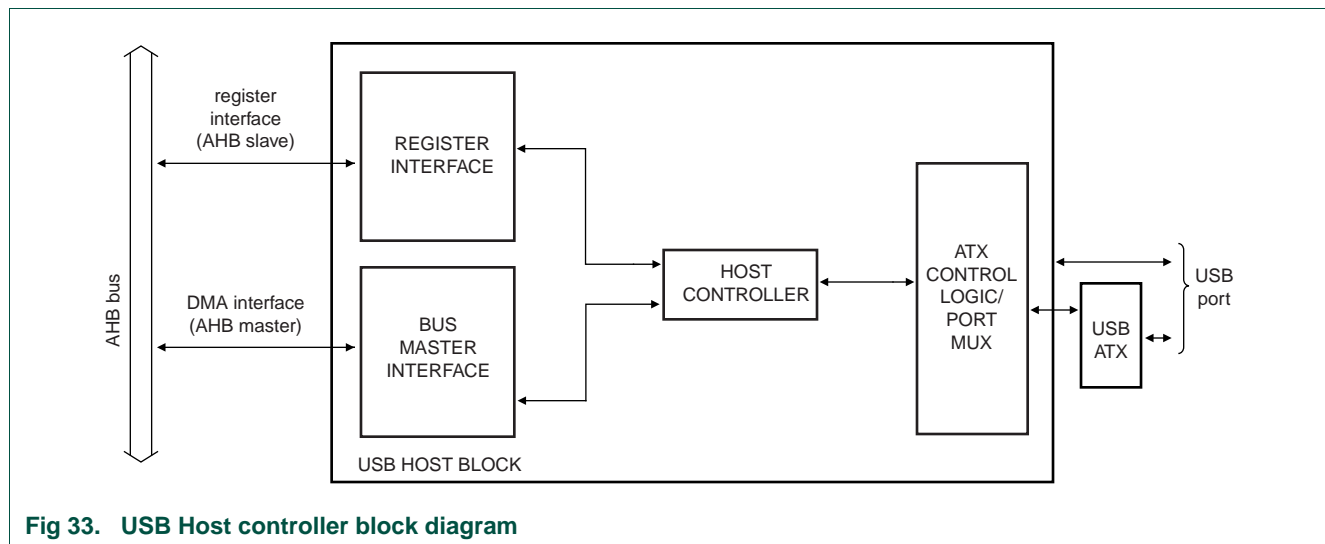 register
interface
(AHB slave)
REGISTER
INTERFACE
AHB bus
DMA interface
(AHB master)
BUS
MASTER
INTERFACE
HOST
CONTROLLER
ATX
CONTROL
LOGIC/
PORT
MUX
USB
ATX
USB
port
USB HOST BLOCK
Fig 33. USB Host controller block diagram